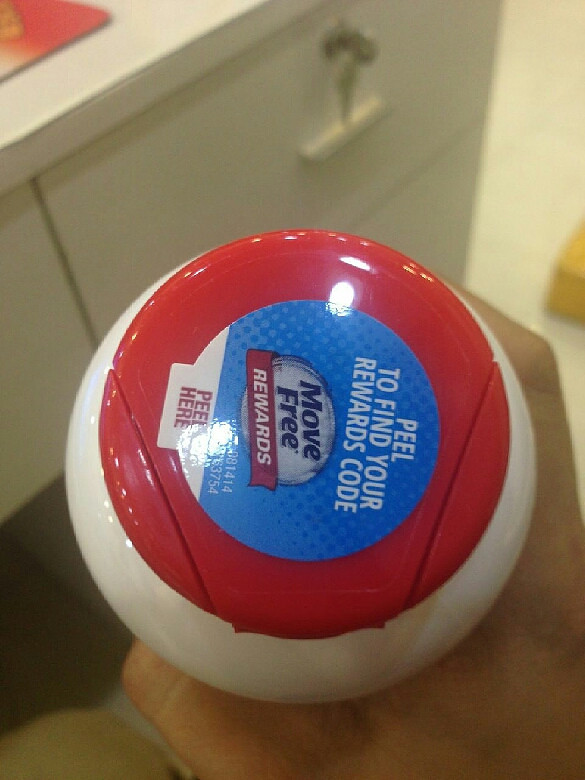 PEEL
TO FIND YOUR
REWARDS CODE
Move
Free
REWARDS
PEEL
HERE